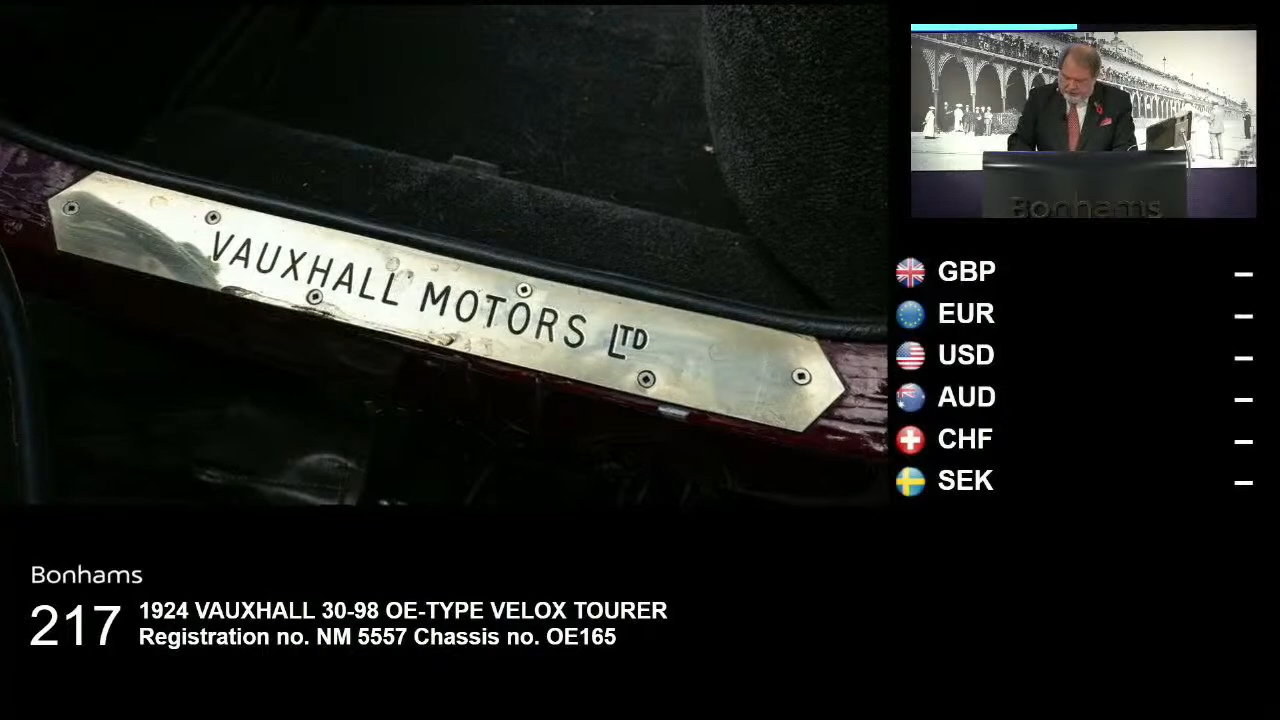 VAUXHALL MOTORS LTD
Bonhams
GBP –
EUR –
USD –
AUD –
CHF –
SEK –
Bonhams
217
1924 VAUXHALL 30-98 OE-TYPE VELOX TOURER
Registration no. NM 5557 Chassis no. OE165